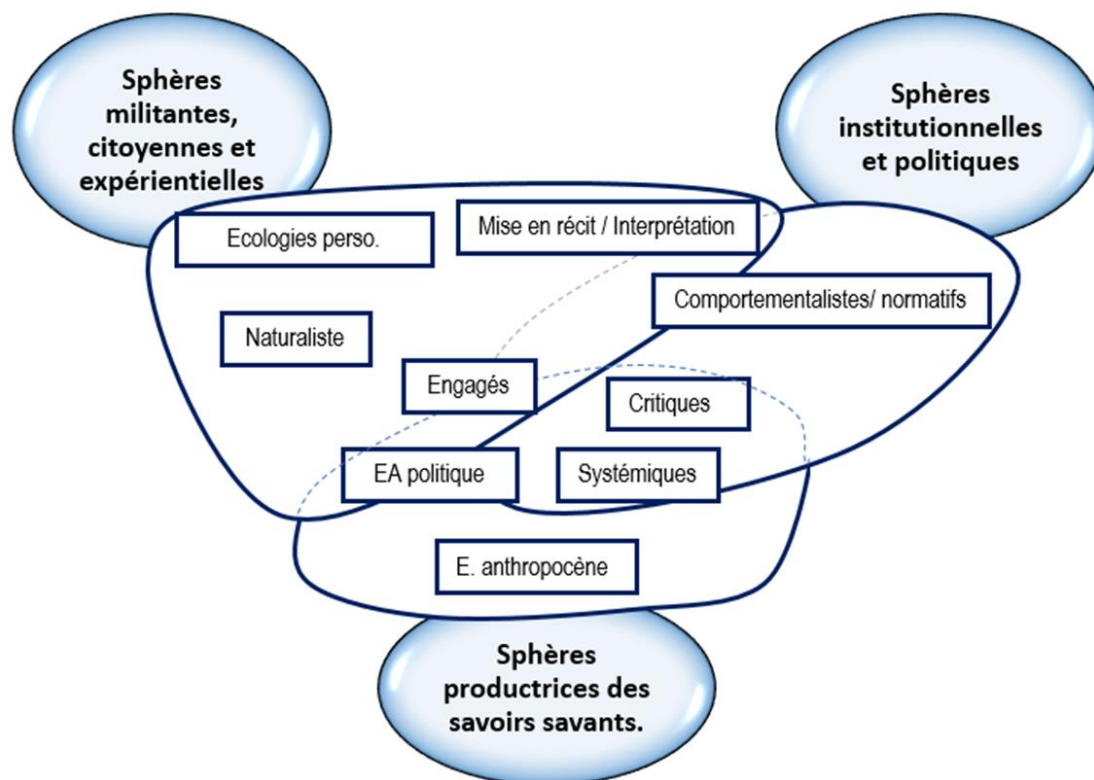 Sphères
militantes,
citoyennes et
expérientielles
Sphères
institutionnelles
et politiques
Ecologies perso.
Mise en récit / Interprétation
Comportementalistes/ normatifs
Naturaliste
Engagés
Critiques
EA politique
Systémiques
E. anthropocène
Sphères
productrices des
savoirs savants.